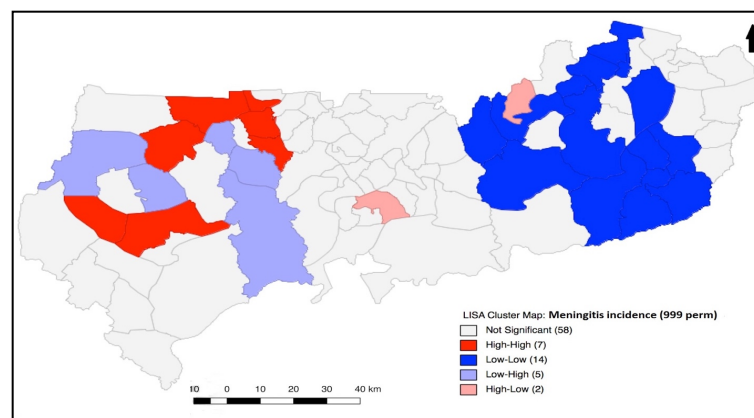 LISA Cluster Map: Meningitis incidence (999 perm)
Not Significant (58)
High-High (7)
Low-Low (14)
Low-High (5)
High-Low (2)
10 0 10 20 30 40 km